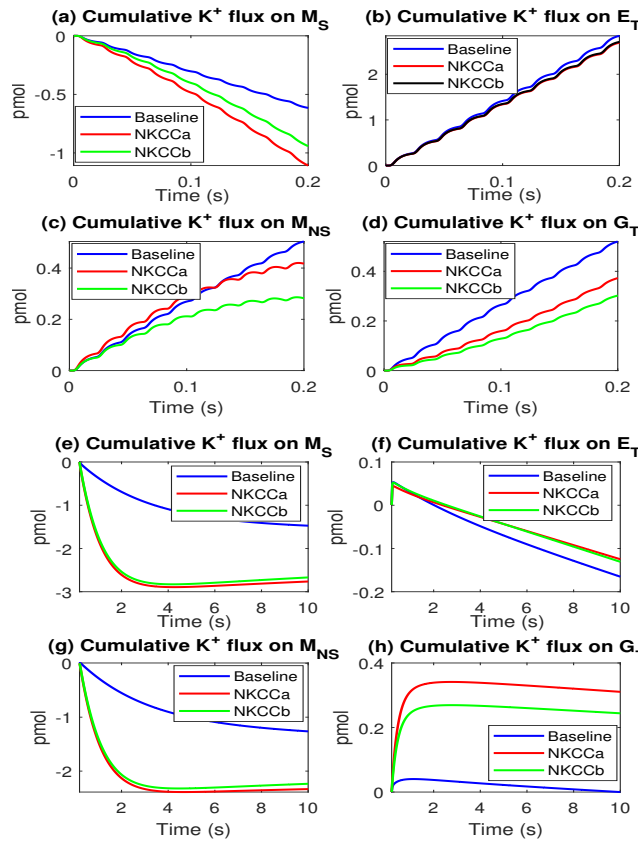 (a) Cumulative K+ flux on MS
(b) Cumulative K+ flux on ET
pmol
0
-0.5
-1
Baseline
NKCCa
NKCCb
0
0.1
0.2
Time (s)
pmol
2
1
0
Baseline
NKCCa
NKCCb
0
0.1
0.2
Time (s)
(c) Cumulative K+ flux on MNS
(d) Cumulative K+ flux on GT
pmol
0.4
0.2
0
Baseline
NKCCa
NKCCb
0
0.1
0.2
Time (s)
pmol
0.4
0.2
0
Baseline
NKCCa
NKCCb
0
0.1
0.2
Time (s)
(e) Cumulative K+ flux on MS
(f) Cumulative K+ flux on ET
pmol
0
-1
-2
-3
Baseline
NKCCa
NKCCb
2
4
6
8
10
Time (s)
pmol
0.1
0
-0.1
-0.2
Baseline
NKCCa
NKCCb
2
4
6
8
10
Time (s)
(g) Cumulative K+ flux on MNS
(h) Cumulative K+ flux on G
pmol
0
-1
-2
Baseline
NKCCa
NKCCb
2
4
6
8
10
Time (s)
pmol
0.4
0.2
0
Baseline
NKCCa
NKCCb
2
4
6
8
10
Time (s)